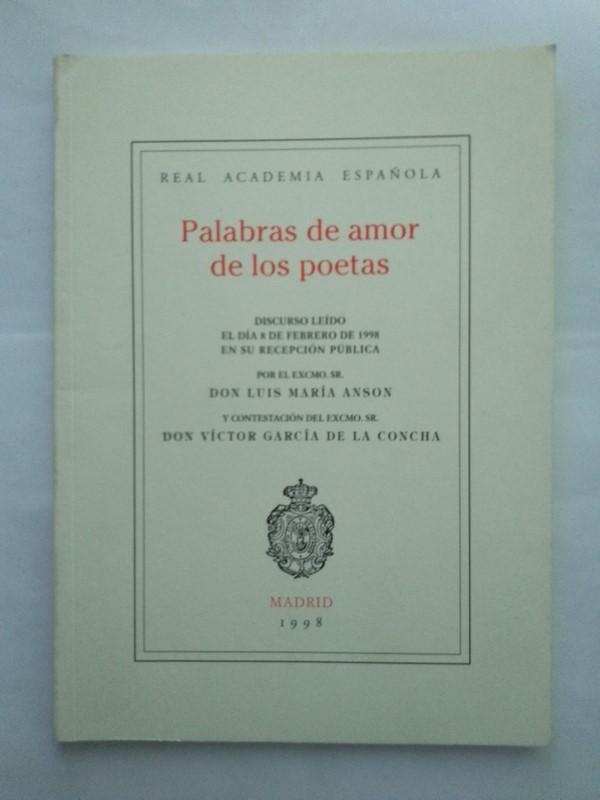 REAL ACADEMIA ESPAÑOLA
Palabras de amor
de los poetas
DISCURSO LEÍDO
EL DÍA 8 DE FEBRERO DE 1998
EN SU RECEPCIÓN PÚBLICA
POR EL EXCMO. SR.
DON LUIS MARÍA ANSON
Y CONTESTACIÓN DEL EXCMO. SR.
DON VÍCTOR GARCÍA DE LA CONCHA
MADRID
1998